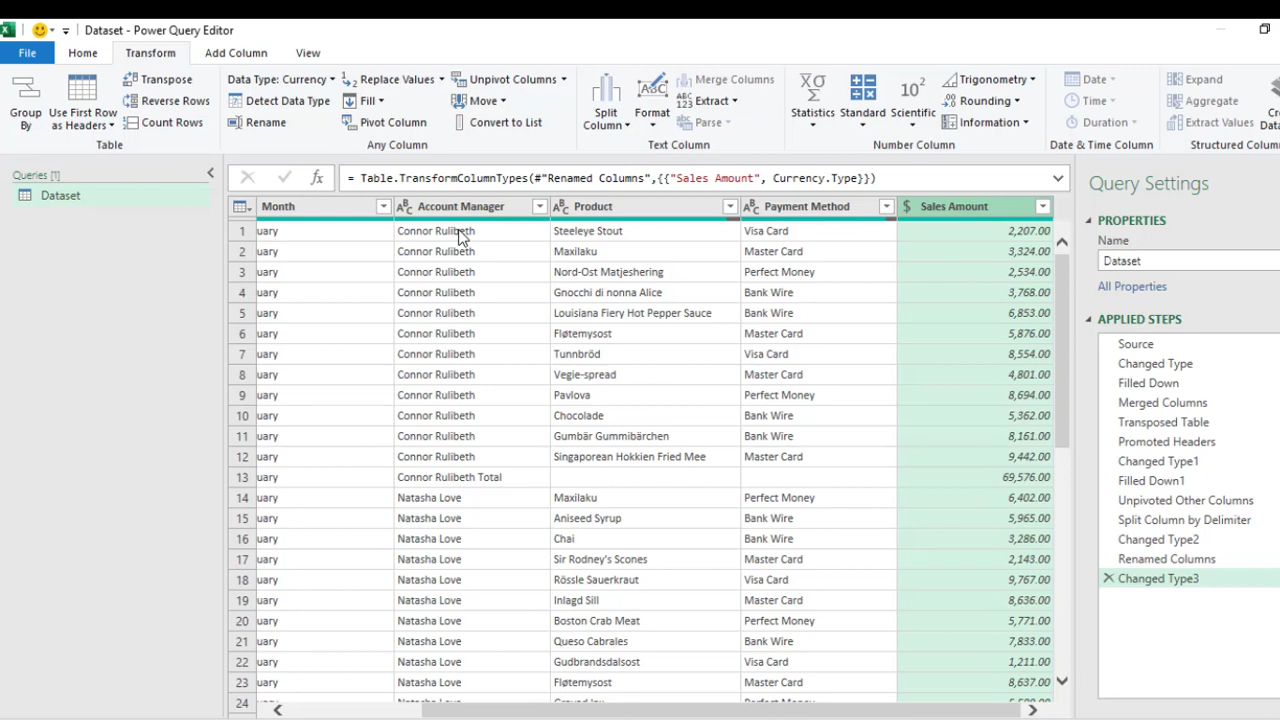 Dataset - Power Query Editor
File Home Transform Add Column View
Group By
Use First Row as Headers
Transpose
Reverse Rows
Count Rows
Table
Data Type: Currency
Detect Data Type
Rename
Replace Values
Fill
Pivot Column
Unpivot Columns
Move
Convert to List
Any Column
Split Column
Format
Merge Columns
Extract
Parse
Text Column
Statistics
Standard
Scientific
Trigonometry
Rounding
Information
Number Column
Date
Time
Duration
Date & Time Column
Expand
Aggregate
Extract Values
Structured Colum
Queries [1]
Dataset
= Table.TransformColumnTypes(#"Renamed Columns",{{"Sales Amount", Currency.Type}})
Month Account Manager Product Payment Method $ Sales Amount
1 uary Connor Rulibeth Steeleye Stout Visa Card 2,207.00
2 uary Connor Rulibeth Maxilaku Master Card 3,324.00
3 uary Connor Rulibeth Nord-Ost Matjeshering Perfect Money 2,534.00
4 uary Connor Rulibeth Gnocchi di nonna Alice Bank Wire 3,768.00
5 uary Connor Rulibeth Louisiana Fiery Hot Pepper Sauce Bank Wire 6,853.00
6 uary Connor Rulibeth Fløtemysost Master Card 5,876.00
7 uary Connor Rulibeth Tunnbröd Visa Card 8,554.00
8 uary Connor Rulibeth Vegie-spread Master Card 4,801.00
9 uary Connor Rulibeth Pavlova Perfect Money 8,694.00
10 uary Connor Rulibeth Chocolade Bank Wire 5,362.00
11 uary Connor Rulibeth Gumbär Gummibärchen Bank Wire 8,161.00
12 uary Connor Rulibeth Singaporean Hokkien Fried Mee Master Card 9,442.00
13 uary Connor Rulibeth Total 69,576.00
14 uary Natasha Love Maxilaku Perfect Money 6,402.00
15 uary Natasha Love Aniseed Syrup Bank Wire 5,965.00
16 uary Natasha Love Chai Bank Wire 3,286.00
17 uary Natasha Love Sir Rodney's Scones Master Card 2,143.00
18 uary Natasha Love Rössle Sauerkraut Visa Card 9,767.00
19 uary Natasha Love Inlagd Sill Master Card 8,636.00
20 uary Natasha Love Boston Crab Meat Perfect Money 5,771.00
21 uary Natasha Love Queso Cabrales Bank Wire 7,833.00
22 uary Natasha Love Gudbrandsdalsost Visa Card 1,211.00
23 uary Natasha Love Fløtemysost Master Card 8,637.00
24
Query Settings
PROPERTIES
Name
Dataset
All Properties
APPLIED STEPS
Source
Changed Type
Filled Down
Merged Columns
Transposed Table
Promoted Headers
Changed Type1
Filled Down1
Unpivoted Other Columns
Split Column by Delimiter
Changed Type2
Renamed Columns
Changed Type3